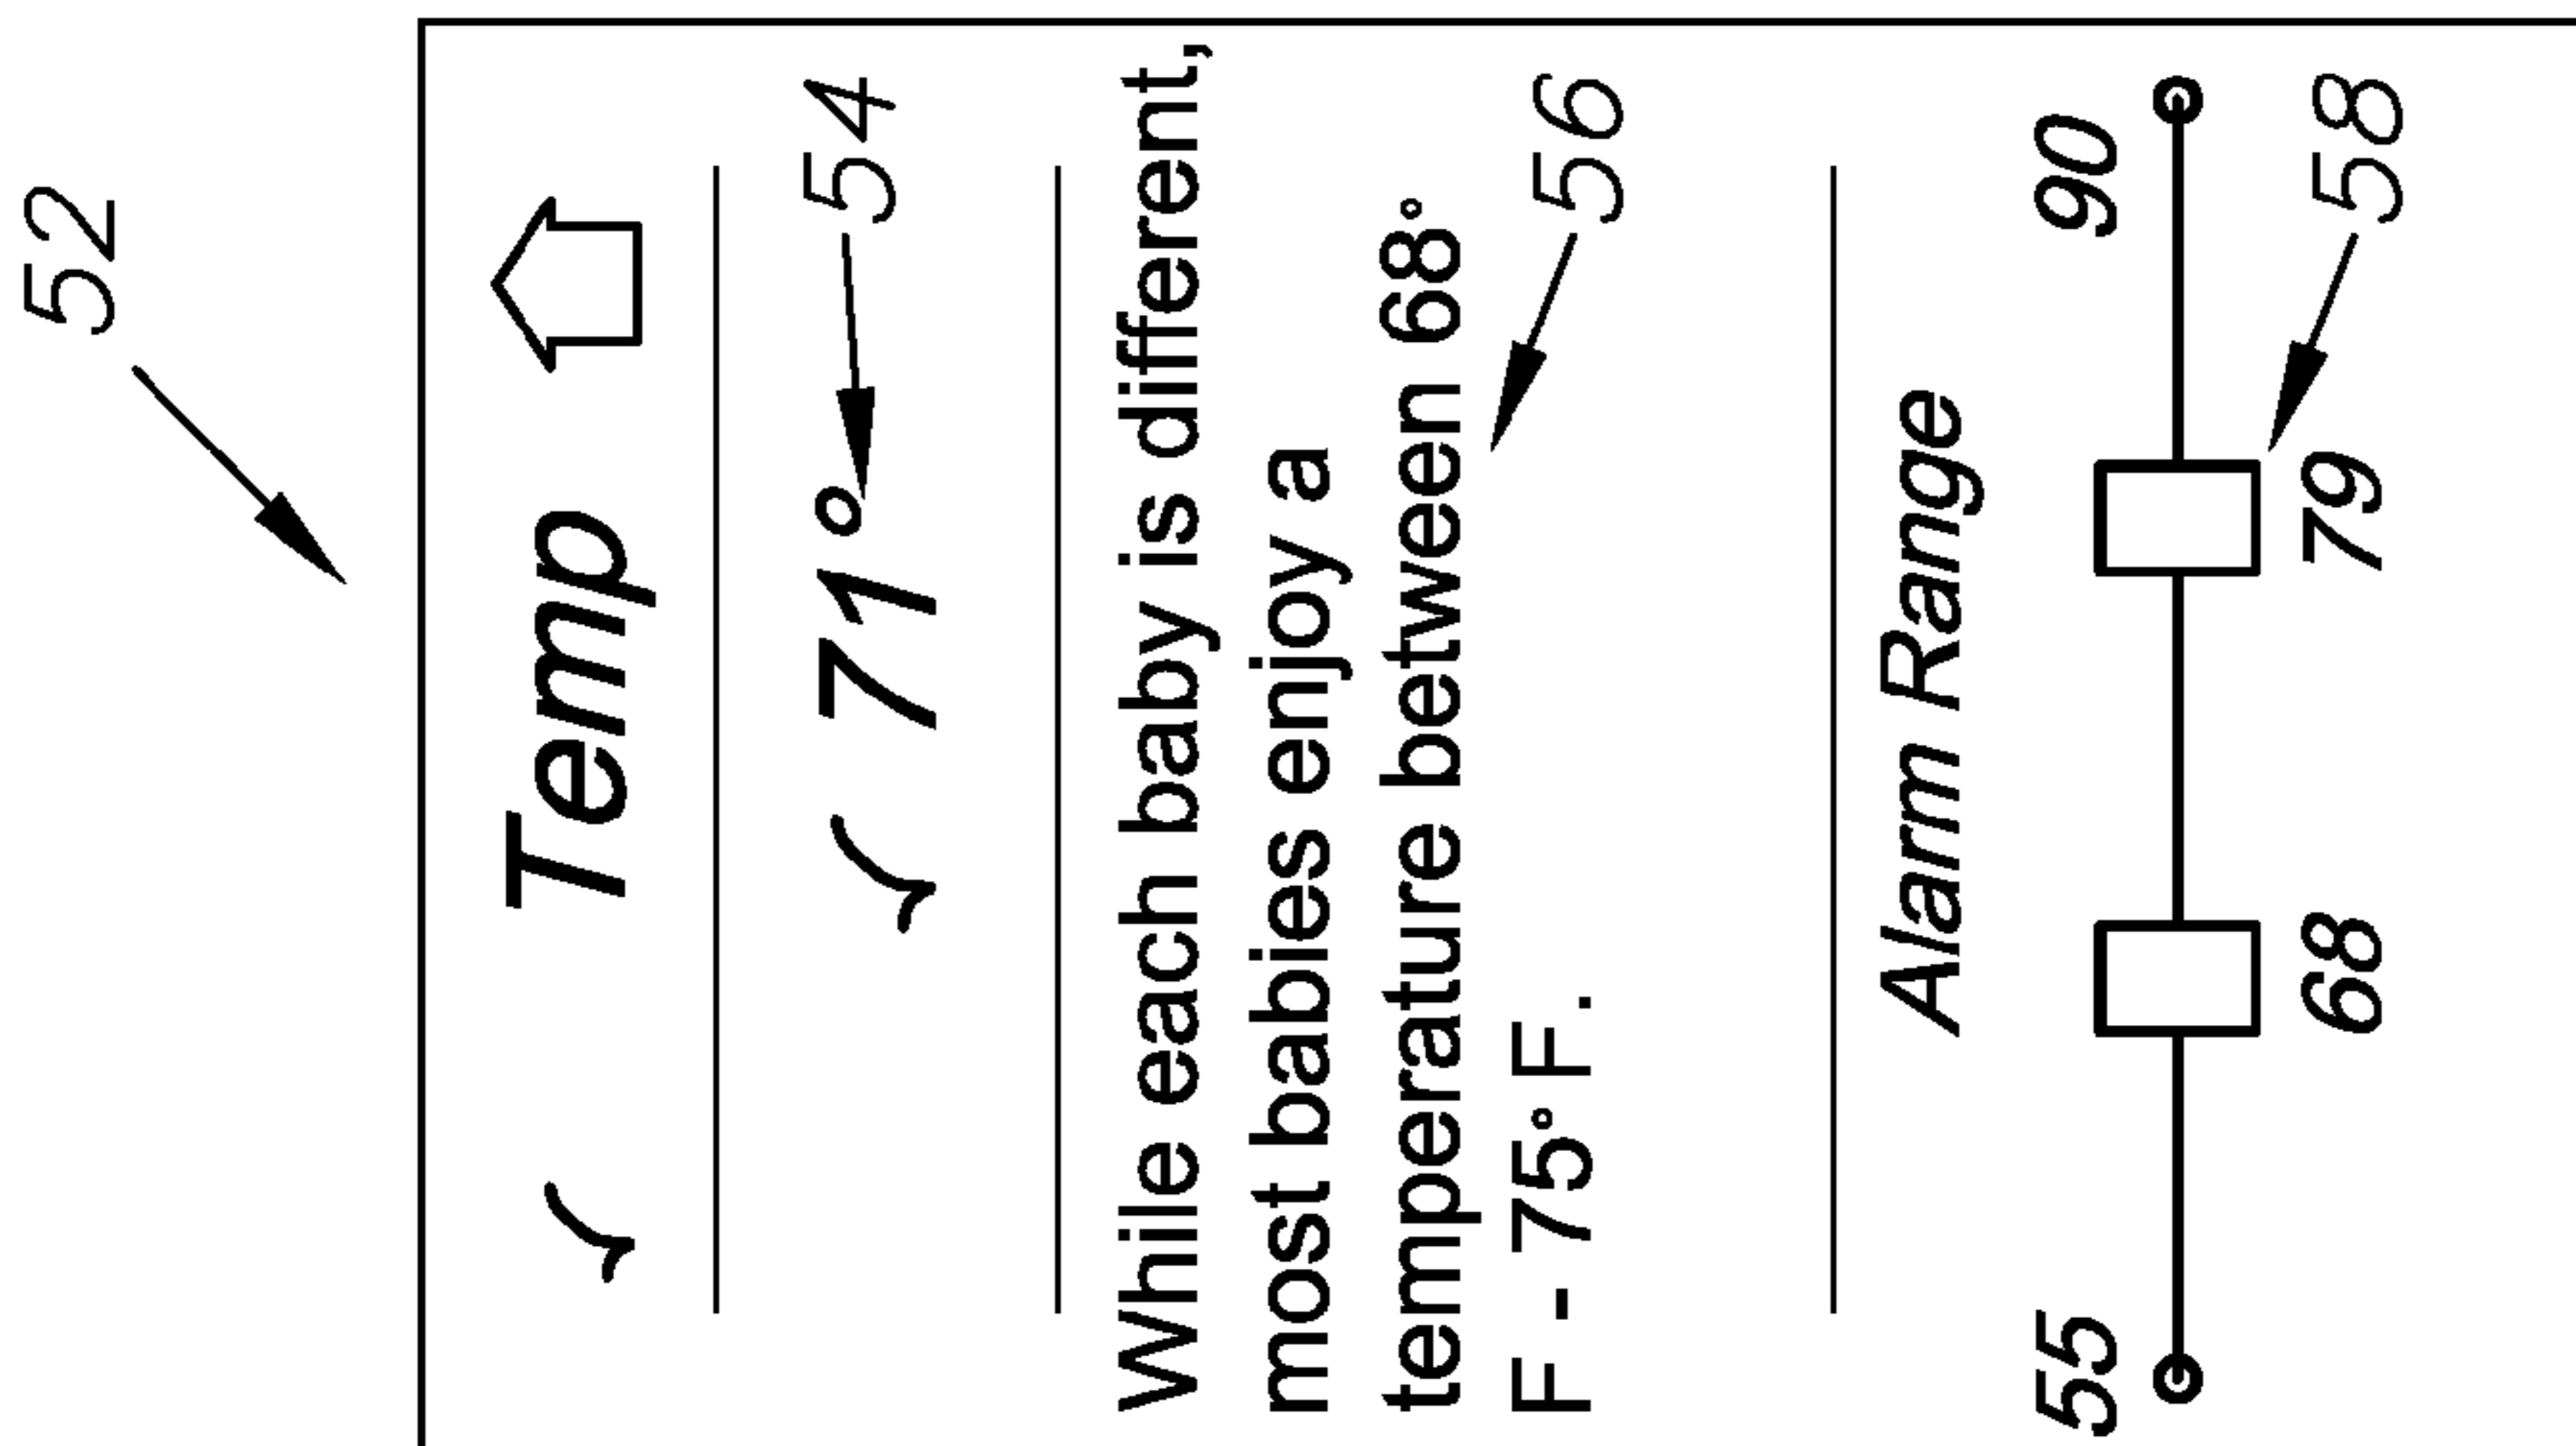 52
Temp
71°
54
While each baby is different,
most babies enjoy a
temperature between 68°
F - 75° F.
56
Alarm Range
55 90
68 79
58